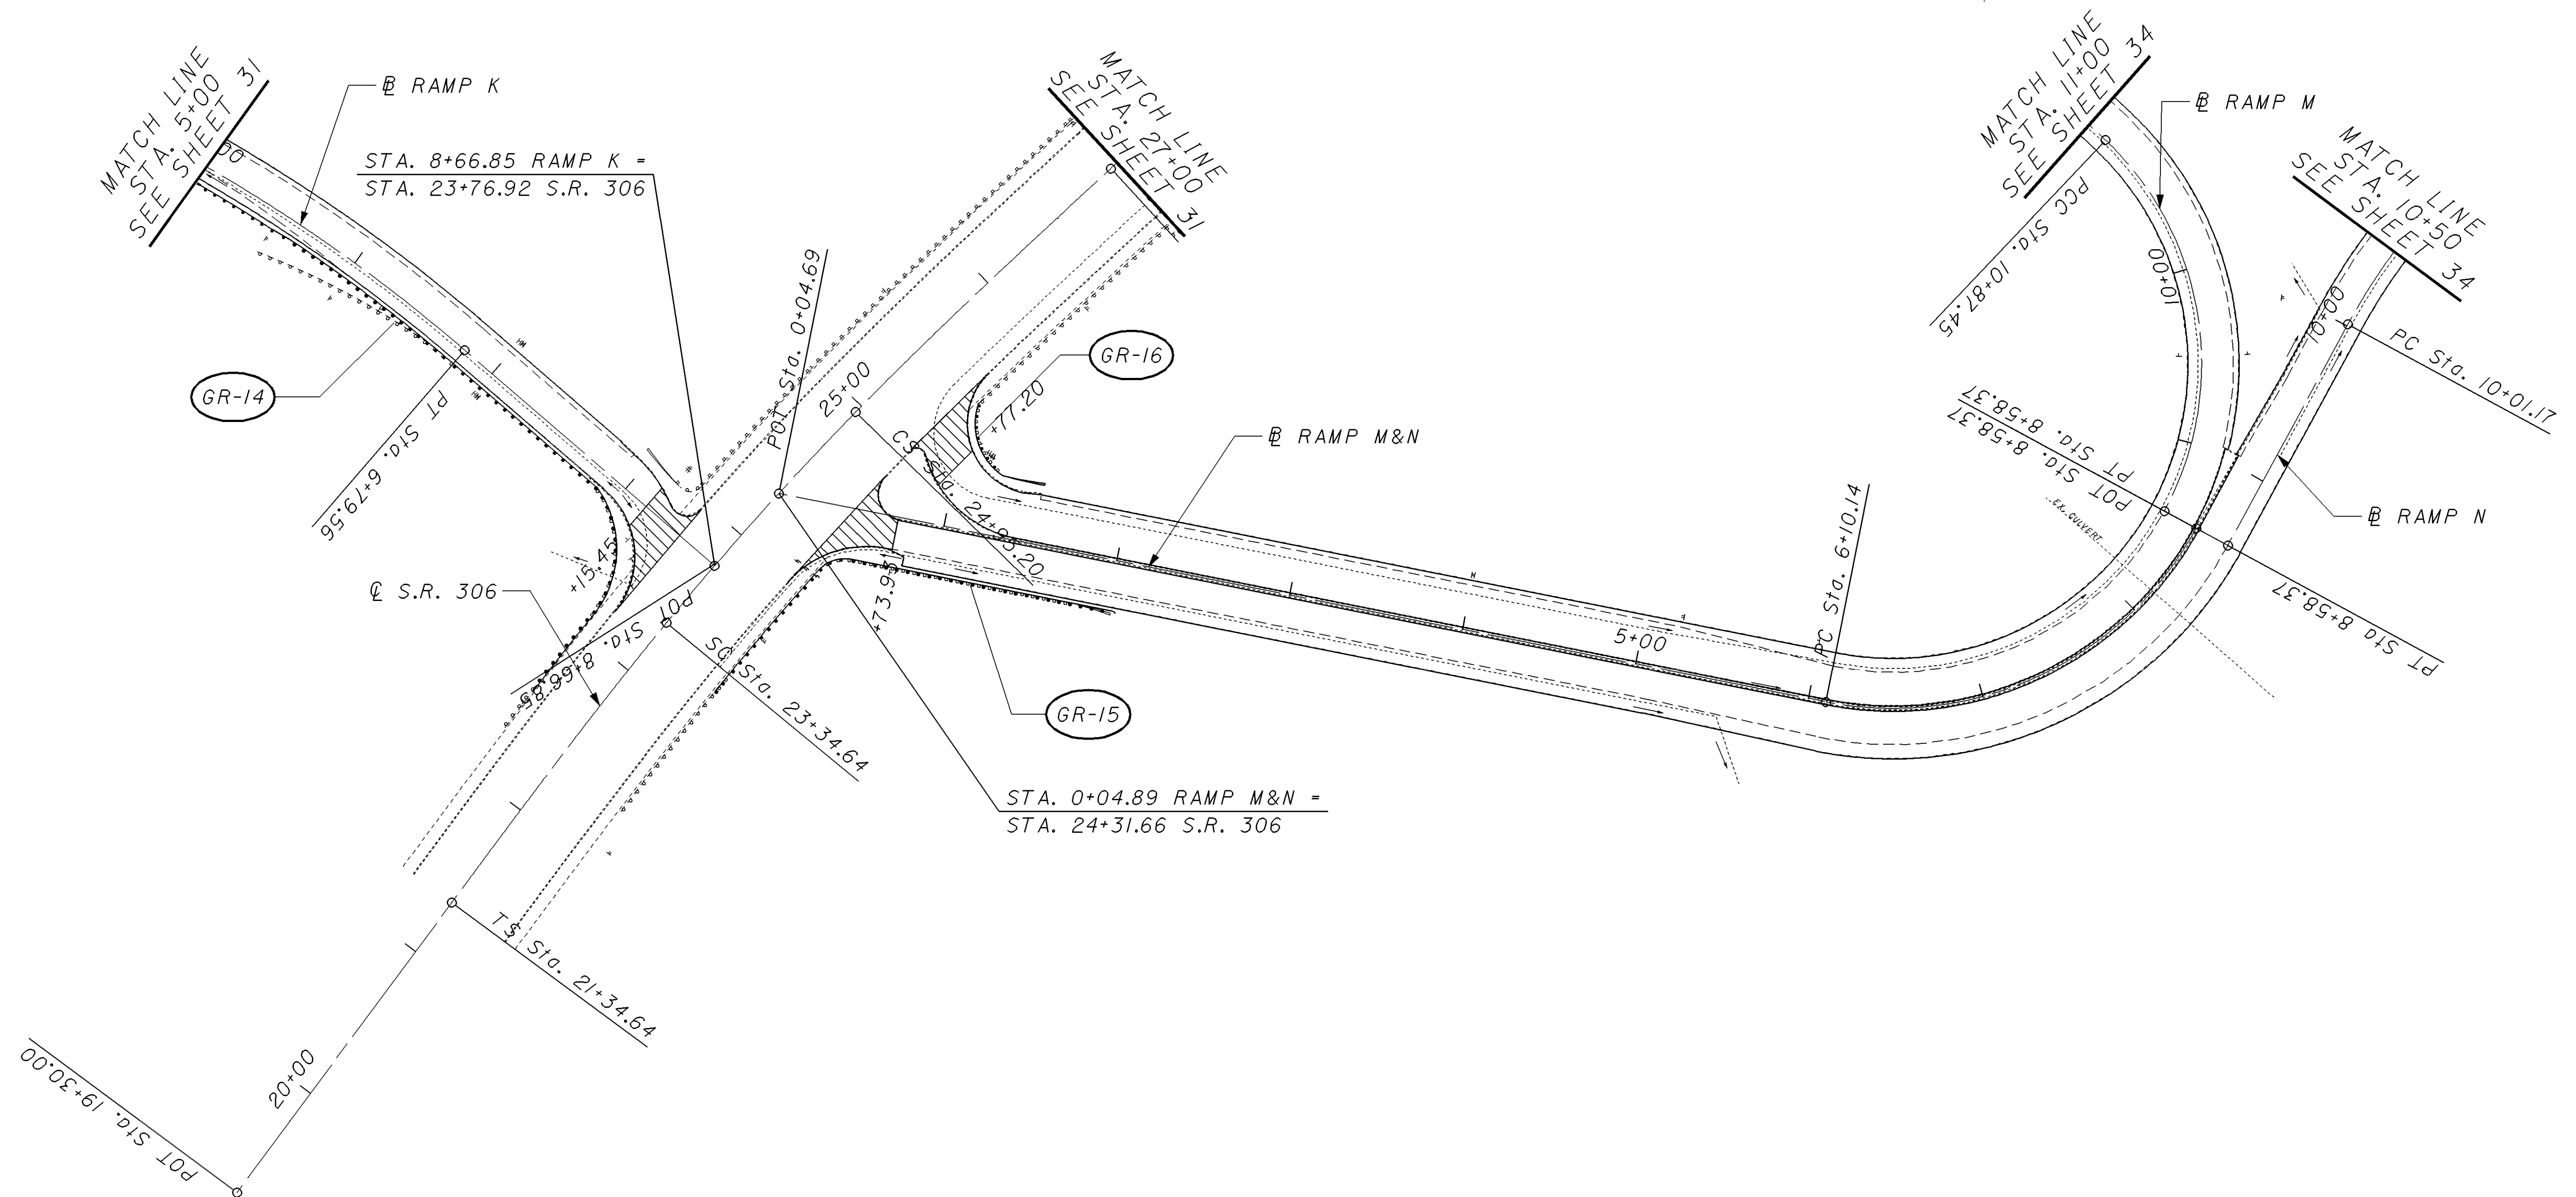 MATCH LINE
STA. 5+00
SEE SHEET 31
00
℄ RAMP K
STA. 8+66.85 RAMP K =
STA. 23+76.92 S.R. 306
GR-14
PT Sta. 6+79.56
+15.45
℄ S.R. 306
POT Sta. 8+66.85
POT Sta. 0+04.69
25+00
MATCH LINE
STA. 27+00
SEE SHEET 31
GR-16
+77.20
CS Sta. 24+95.20
℄ RAMP M&N
+73.95
SC Sta. 23+34.64
GR-15
STA. 0+04.89 RAMP M&N =
STA. 24+31.66 S.R. 306
TS Sta. 21+34.64
20+00
POT Sta. 19+30.00
5+00
PC Sta. 6+10.14
MATCH LINE
STA. 11+00
SEE SHEET 34
℄ RAMP M
PCC Sta. 10+87.45
10+00
MATCH LINE
STA. 10+50
SEE SHEET 34
10+00
PC Sta. 10+01.17
PT Sta. 8+58.37
POT Sta. 8+58.37
EX. CULVERT
℄ RAMP N
PT Sta 8+58.37